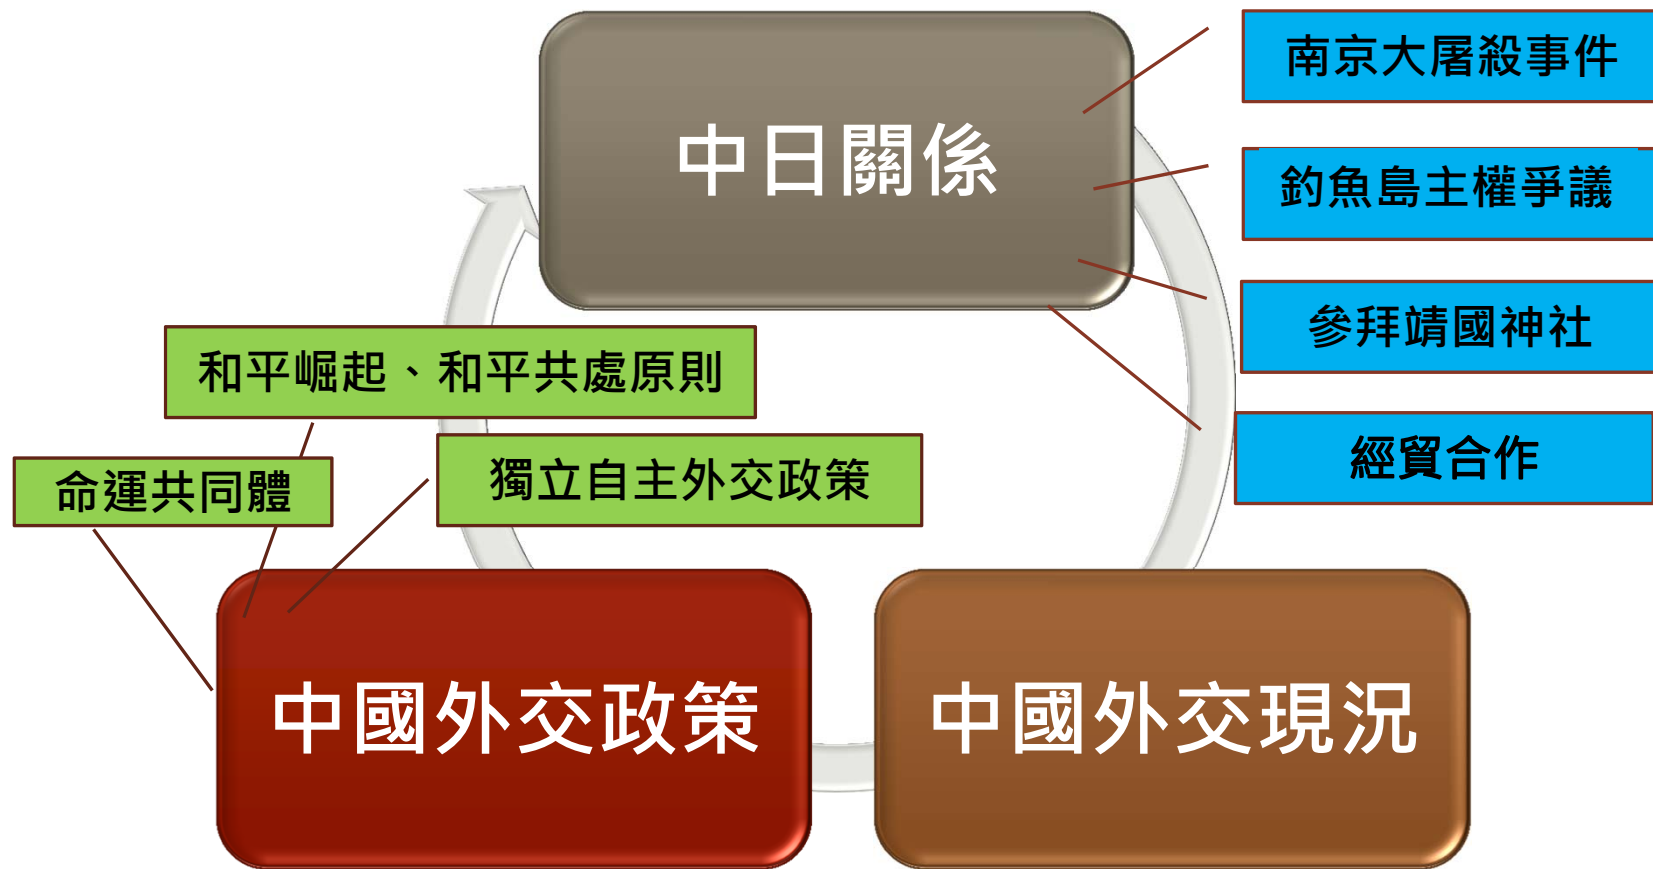 南京大屠殺事件
中日關係
釣魚島主權爭議
參拜靖國神社
和平崛起、和平共處原則
經貿合作
命運共同體
獨立自主外交政策
中國外交政策
中國外交現況